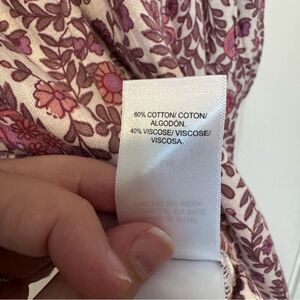 60% COTTON/ COTON/
ALGODÓN.
40% VISCOSE/ VISCOSE/
VISCOSA.